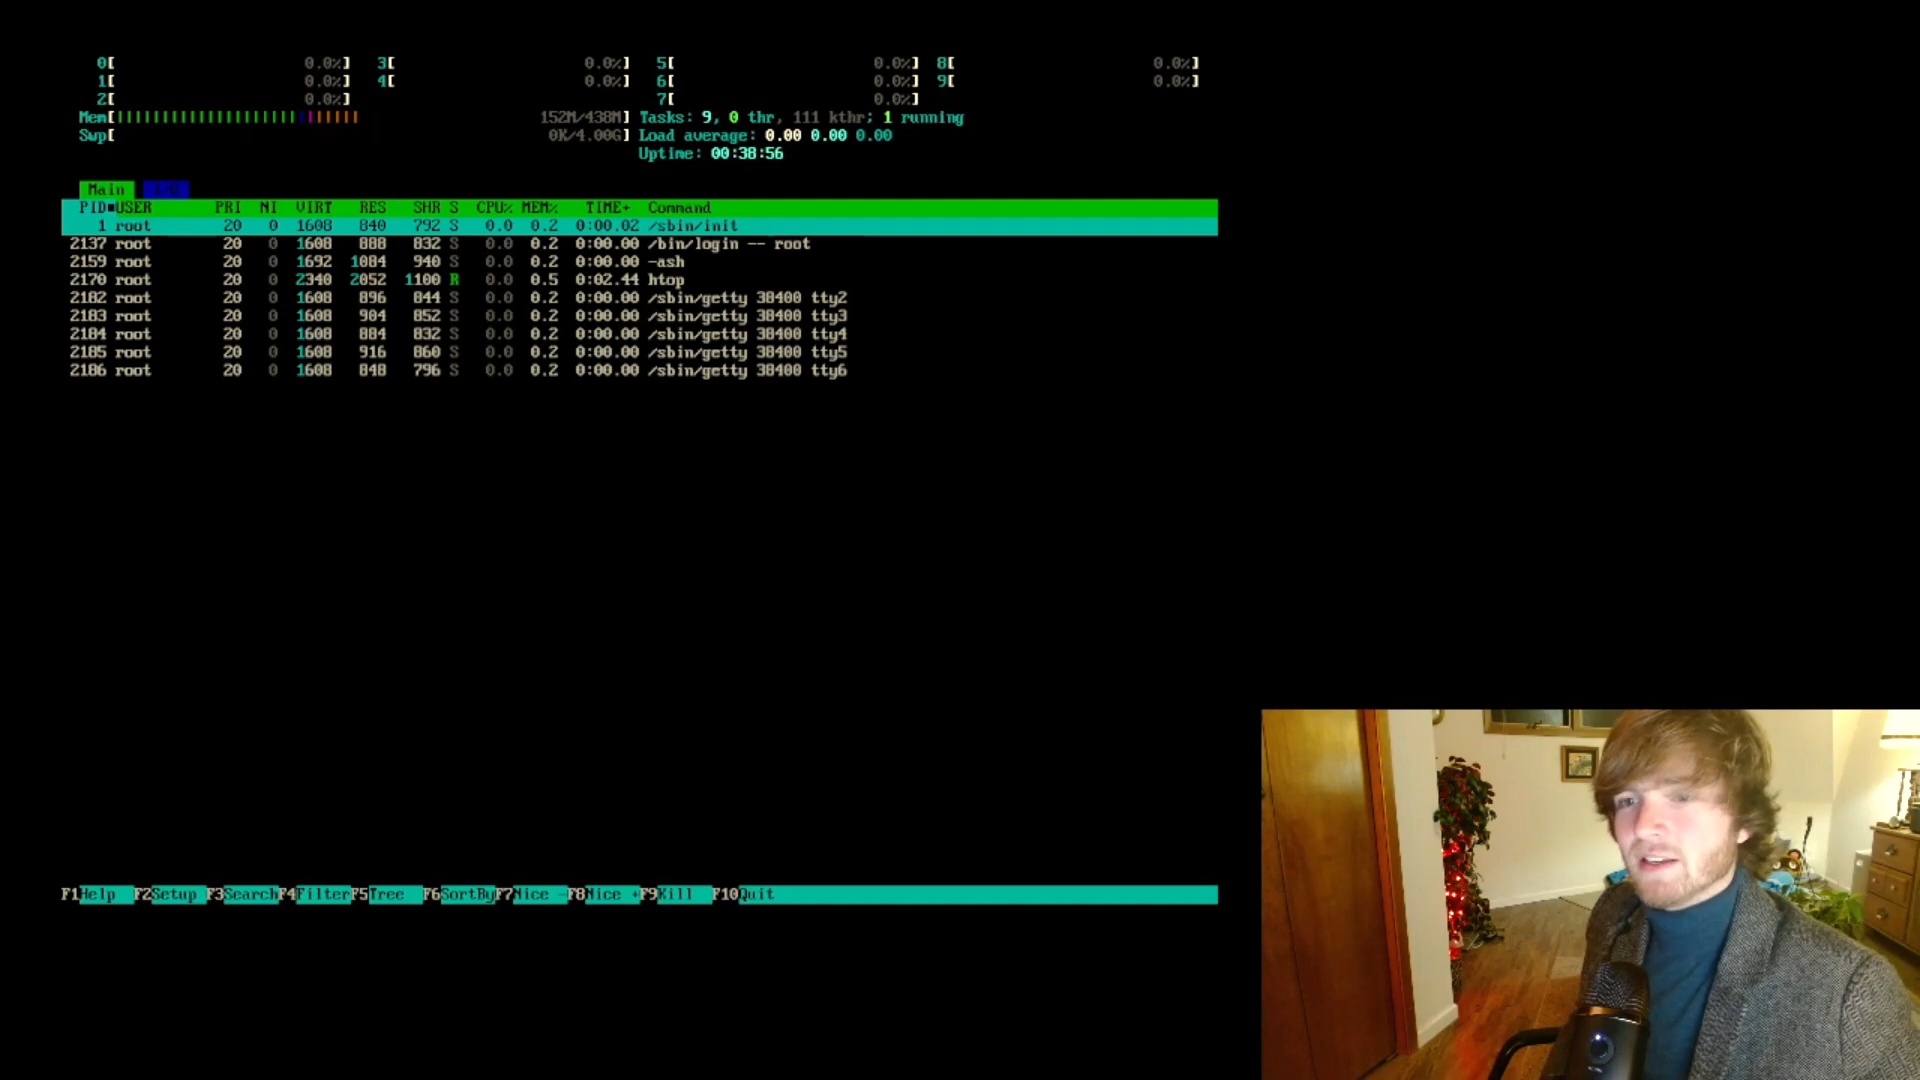 0[ 0.0%] 3[ 0.0%] 5[ 0.0%] 8[ 0.0%]
1[ 0.0%] 4[ 0.0%] 6[ 0.0%] 9[ 0.0%]
2[ 0.0%] 7[ 0.0%]
Mem[|||||||||||||||||||||||||||     152M/438M] Tasks: 9, 0 thr, 111 kthr; 1 running
Swp[ 0K/4.00G] Load average: 0.00 0.00 0.00
Uptime: 00:38:56
Main I/O
PID USER PRI NI VIRT RES SHR S CPU% MEM% TIME+ Command
1 root 20 0 1608 840 792 S 0.0 0.2 0:00.02 /sbin/init
2137 root 20 0 1608 888 832 S 0.0 0.2 0:00.00 /bin/login -- root
2159 root 20 0 1692 1084 940 S 0.0 0.2 0:00.00 -ash
2170 root 20 0 2340 2052 1100 R 0.0 0.5 0:02.44 htop
2182 root 20 0 1608 896 844 S 0.0 0.2 0:00.00 /sbin/getty 38400 tty2
2183 root 20 0 1608 904 852 S 0.0 0.2 0:00.00 /sbin/getty 38400 tty3
2184 root 20 0 1608 884 832 S 0.0 0.2 0:00.00 /sbin/getty 38400 tty4
2185 root 20 0 1608 916 860 S 0.0 0.2 0:00.00 /sbin/getty 38400 tty5
2186 root 20 0 1608 848 796 S 0.0 0.2 0:00.00 /sbin/getty 38400 tty6
F1Help F2Setup F3SearchF4FilterF5Tree F6SortByF7Nice -F8Nice +F9Kill F10Quit